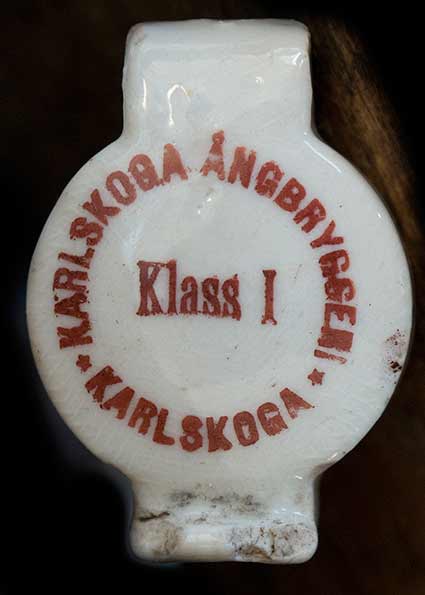 KARLSKOGA ÅNGBRYGGERI
Klass I
★ KARLSKOGA ★